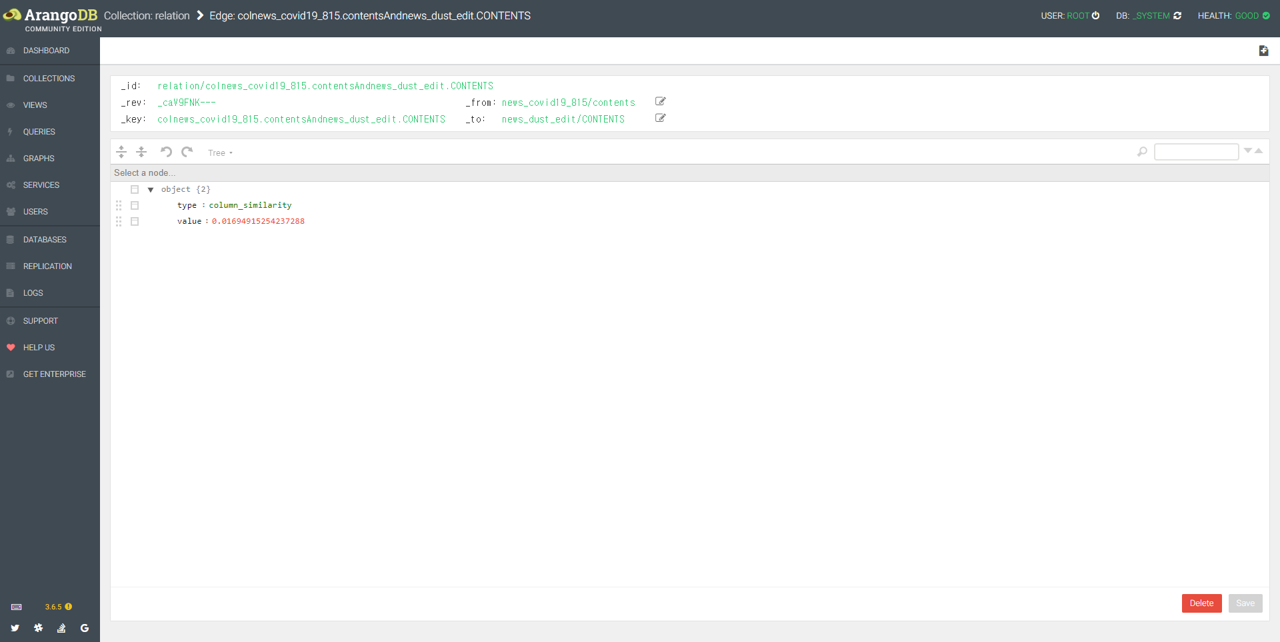 ArangoDB Collection: relation Edge: colnews_covid19_815.contentsAndnews_dust_edit.CONTENTS USER: ROOT DB: _SYSTEM HEALTH: GOOD
COMMUNITY EDITION
DASHBOARD
COLLECTIONS
VIEWS
QUERIES
GRAPHS
SERVICES
USERS
DATABASES
REPLICATION
LOGS
SUPPORT
HELP US
GET ENTERPRISE
3.6.5
_id: relation/colnews_covid19_815.contentsAndnews_dust_edit.CONTENTS
_rev: _caV9FNK--- _from: news_covid19_815/contents
_key: colnews_covid19_815.contentsAndnews_dust_edit.CONTENTS _to: news_dust_edit/CONTENTS
Tree
Select a node...
object {2}
type : column_similarity
value : 0.01694915254237288
Delete Save